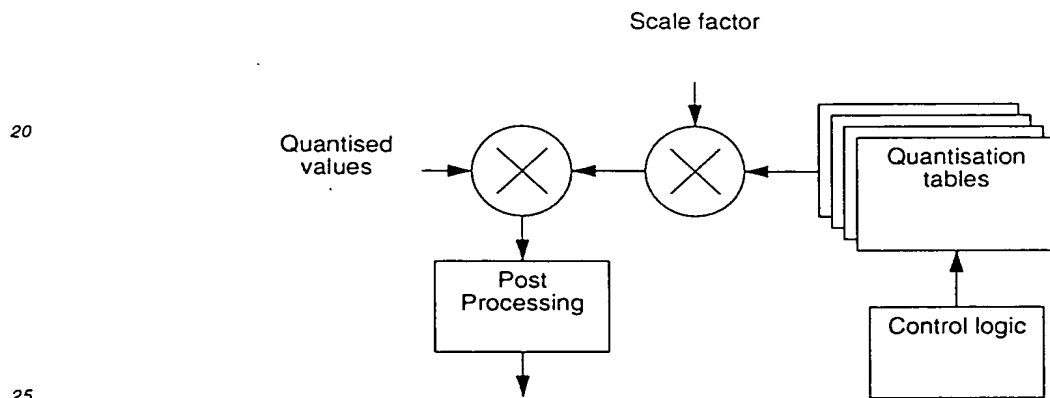 Scale factor
20
Quantised
values
Quantisation
tables
Post
Processing
Control logic
25